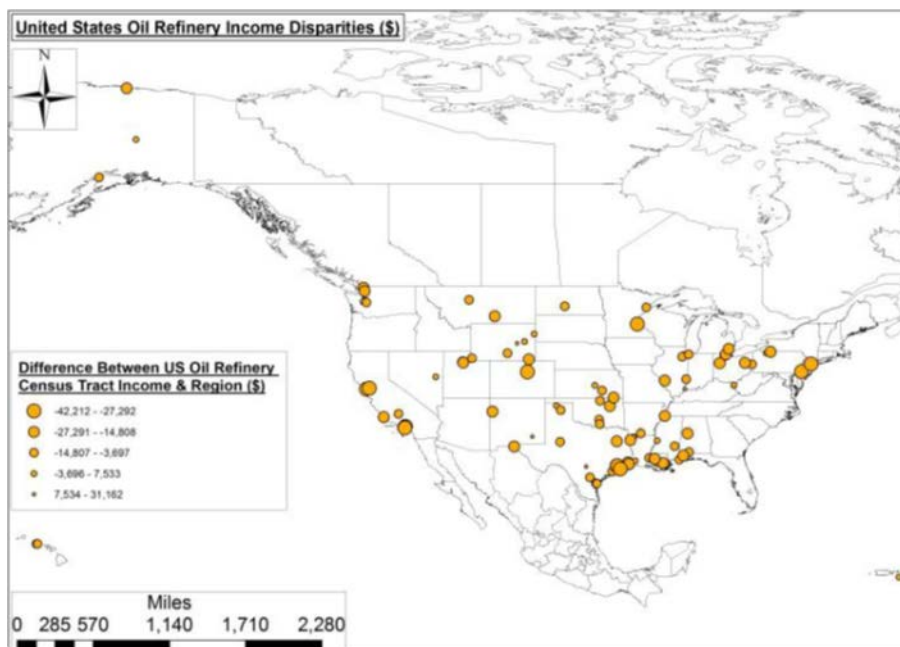 United States Oil Refinery Income Disparities ($)
N
Difference Between US Oil Refinery
Census Tract Income & Region ($)
-42,212 - -27,292
-27,291 - -14,808
-14,807 - -3,697
-3,696 - 7,533
7,534 - 31,162
Miles
0 285 570 1,140 1,710 2,280